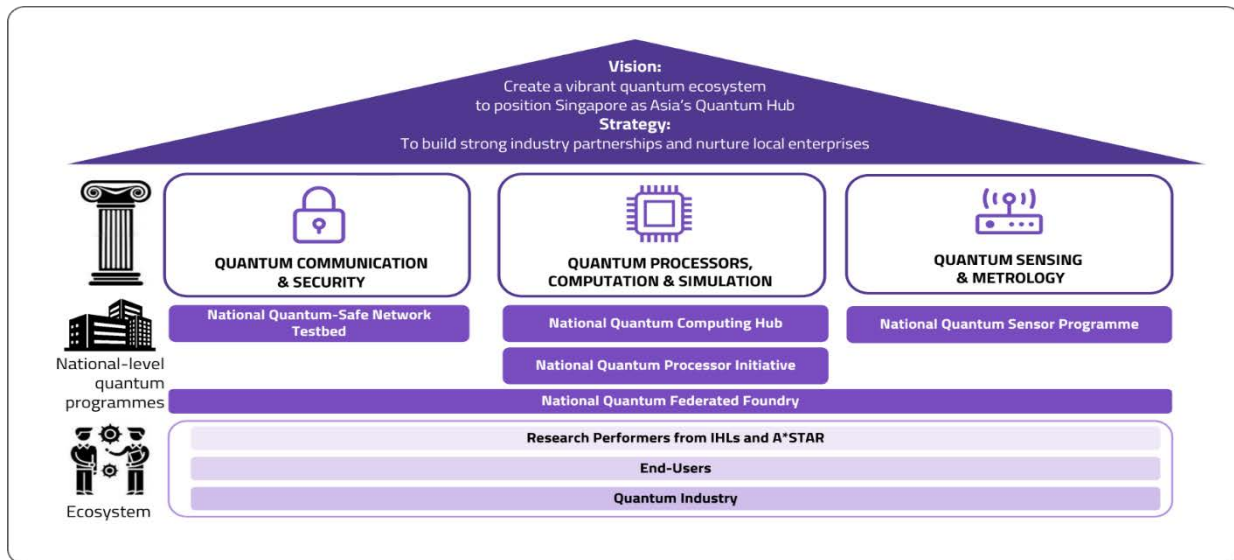 Vision:
Create a vibrant quantum ecosystem
to position Singapore as Asia's Quantum Hub
Strategy:
To build strong industry partnerships and nurture local enterprises
QUANTUM COMMUNICATION
& SECURITY
QUANTUM PROCESSORS,
COMPUTATION & SIMULATION
QUANTUM SENSING
& METROLOGY
National-level
quantum
programmes
National Quantum-Safe Network
Testbed
National Quantum Computing Hub
National Quantum Sensor Programme
National Quantum Processor Initiative
National Quantum Federated Foundry
Ecosystem
Research Performers from IHLs and A*STAR
End-Users
Quantum Industry